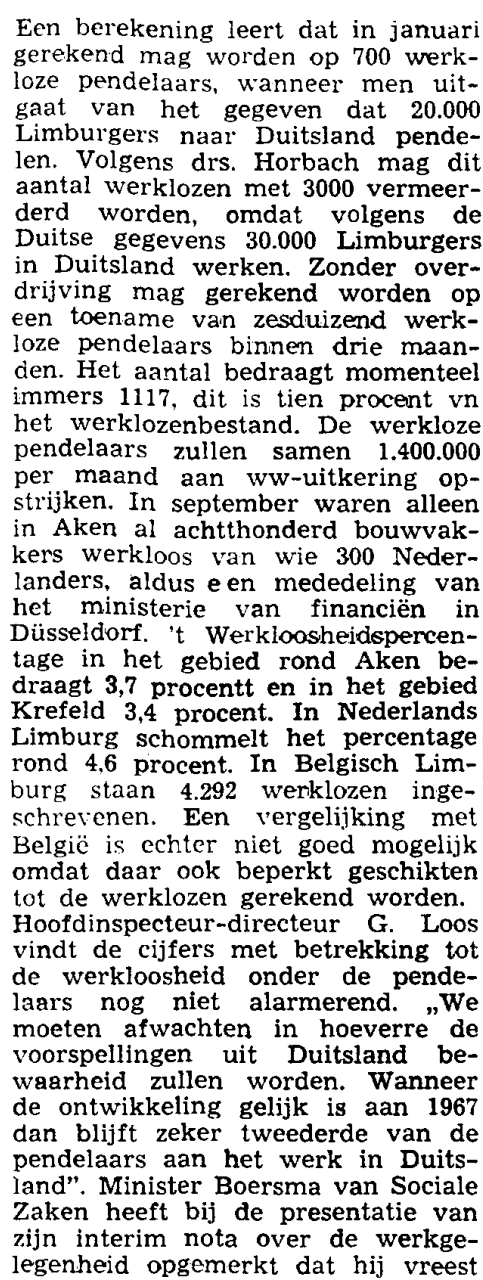 Een berekening leert dat in januari
gerekend mag worden op 700 werk-
loze pendelaars, wanneer men uit-
gaat van het gegeven dat 20.000
Limburgers naar Duitsland pende-
len. Volgens drs. Horbach mag dit
aantal werklozen met 3000 vermeer-
derd worden, omdat volgens de
Duitse gegevens 30.000 Limburgers
in Duitsland werken. Zonder over-
drijving mag gerekend worden op
een toename van zesduizend werk-
loze pendelaars binnen drie maan-
den. Het aantal bedraagt momenteel
immers 1117, dit is tien procent vn
het werklozenbestand. De werkloze
pendelaars zullen samen 1.400.000
per maand aan ww-uitkering op-
strijken. In september waren alleen
in Aken al achtthonderd bouwvak-
kers werkloos van wie 300 Neder-
landers, aldus e en mededeling van
het ministerie van financiën in
Düsseldorf. 't Werkloosheidspercen-
tage in het gebied rond Aken be-
draagt 3,7 procentt en in het gebied
Krefeld 3,4 procent. In Nederlands
Limburg schommelt het percentage
rond 4,6 procent. In Belgisch Lim-
burg staan 4.292 werklozen inge-
schrevenen. Een vergelijking met
België is echter niet goed mogelijk
omdat daar ook beperkt geschikten
tot de werklozen gerekend worden.
Hoofdinspecteur-directeur G. Loos
vindt de cijfers met betrekking tot
de werkloosheid onder de pende-
laars nog niet alarmerend. „We
moeten afwachten in hoeverre de
voorspellingen uit Duitsland be-
waarheid zullen worden. Wanneer
de ontwikkeling gelijk is aan 1967
dan blijft zeker tweederde van de
pendelaars aan het werk in Duits-
land”. Minister Boersma van Sociale
Zaken heeft bij de presentatie van
zijn interim nota over de werkge-
legenheid opgemerkt dat hij vreest